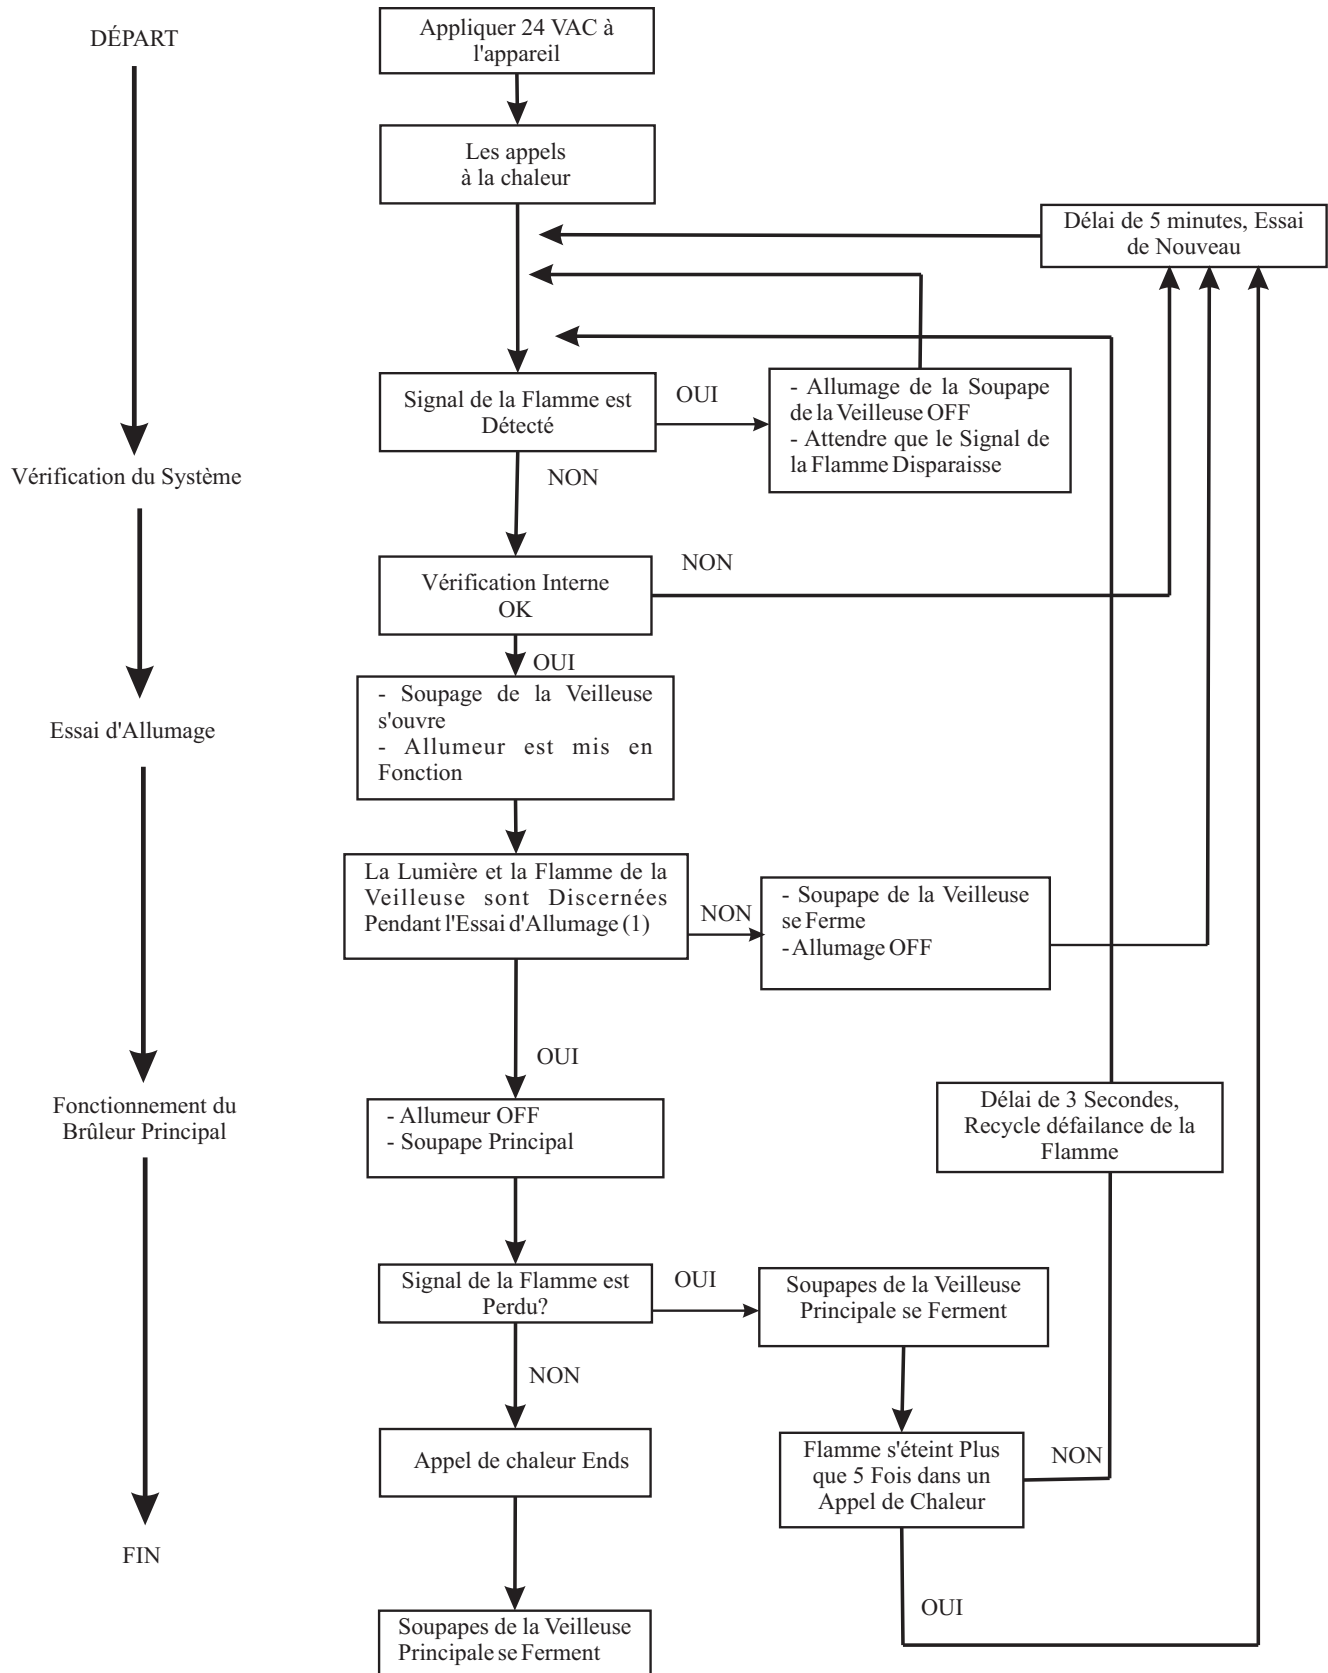 DÉPART
Appliquer 24 VAC à
l'appareil
Les appels
à la chaleur
Délai de 5 minutes, Essai
de Nouveau
Signal de la Flamme est
Détecté
OUI
- Allumage de la Soupape
de la Veilleuse OFF
- Attendre que le Signal de
la Flamme Disparaisse
Vérification du Système
NON
Vérification Interne
OK
NON
OUI
- Soupage de la Veilleuse
s'ouvre
- Allumeur est mis en
Fonction
Essai d'Allumage
La Lumière et la Flamme de la
Veilleuse sont Discernées
Pendant l'Essai d'Allumage (1)
NON
- Soupape de la Veilleuse
se Ferme
- Allumage OFF
OUI
Fonctionnement du
Brûleur Principal
- Allumeur OFF
- Soupape Principal
Délai de 3 Secondes,
Recycle défailance de la
Flamme
Signal de la Flamme est
Perdu?
OUI
Soupapes de la Veilleuse
Principale se Ferment
NON
Appel de chaleur Ends
Flamme s'éteint Plus
que 5 Fois dans un
Appel de Chaleur
NON
FIN
OUI
Soupapes de la Veilleuse
Principale se Ferment